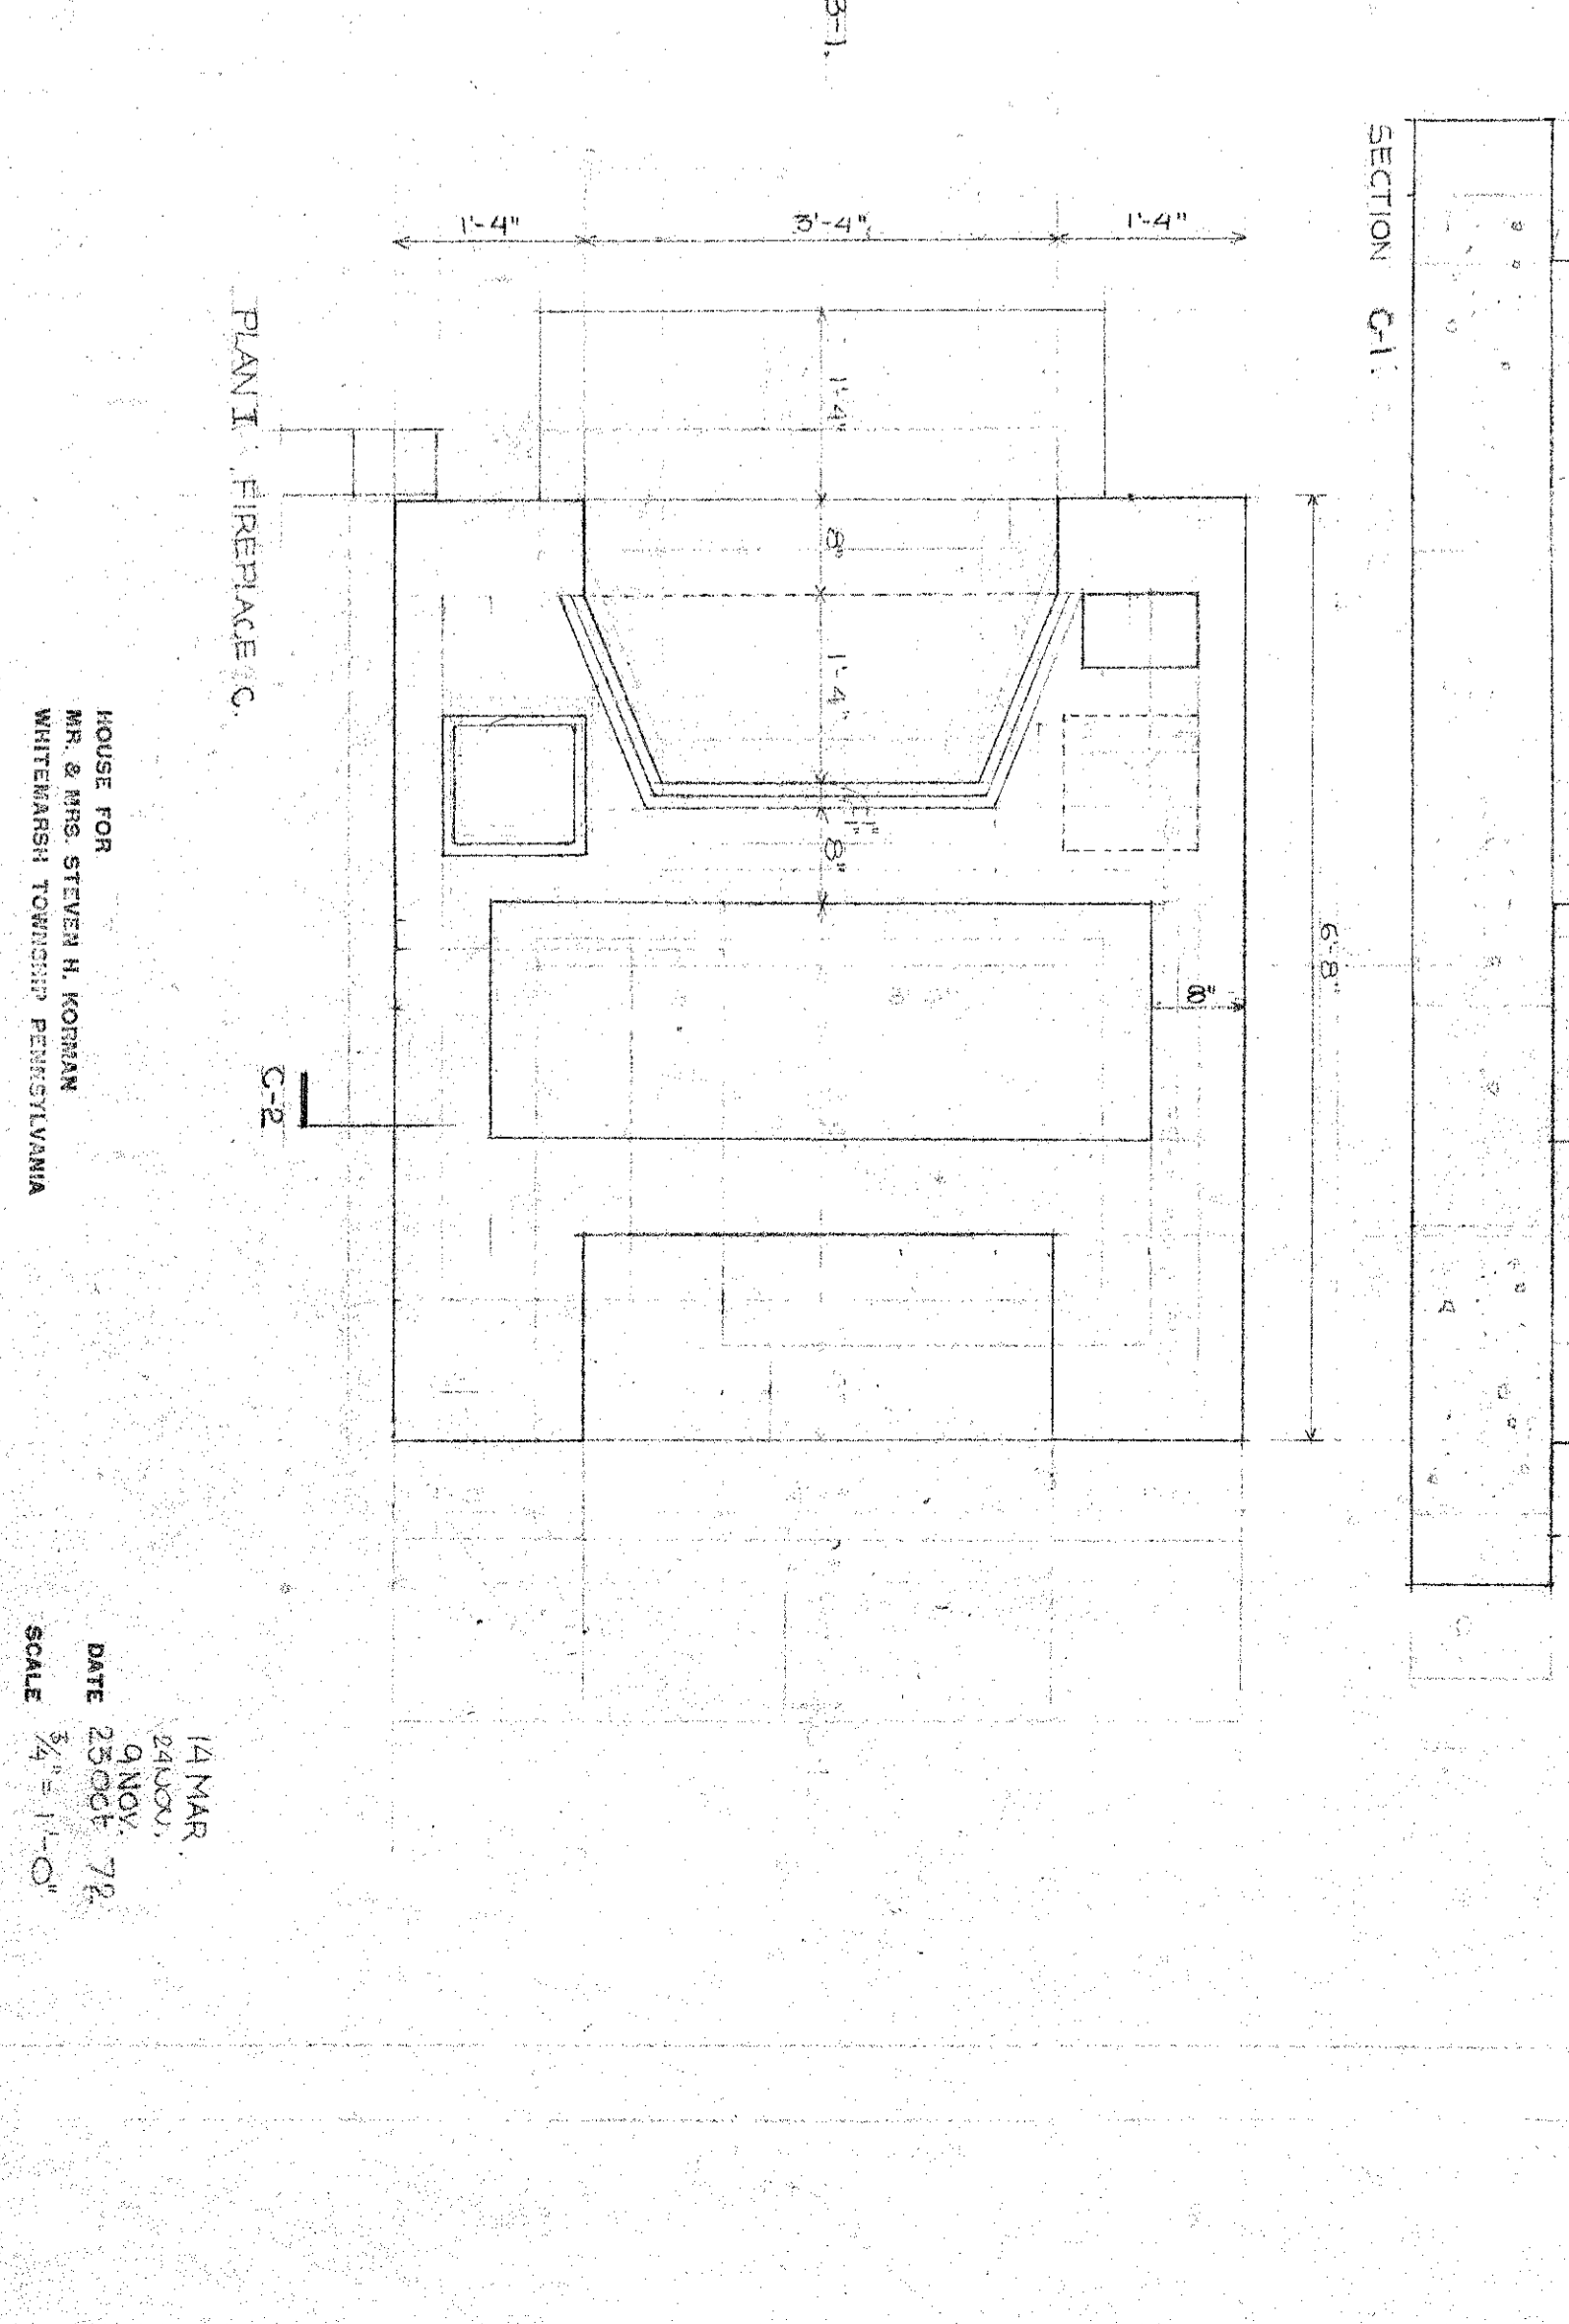 B-1.
SECTION C-1.
1'-4"
3'-4"
1'-4"
1'-4"
8"
1'-4"
8"
6'-8"
8"
C-2
PLAN I FIREPLACE C.
HOUSE FOR
MR. & MRS. STEVEN H. KORMAN
WHITEMARSH TOWNSHIP PENNSYLVANIA
14 MAR.
24 NOV.
9 NOV.
DATE 23 OCt 72
SCALE 3/4" = 1'-0"